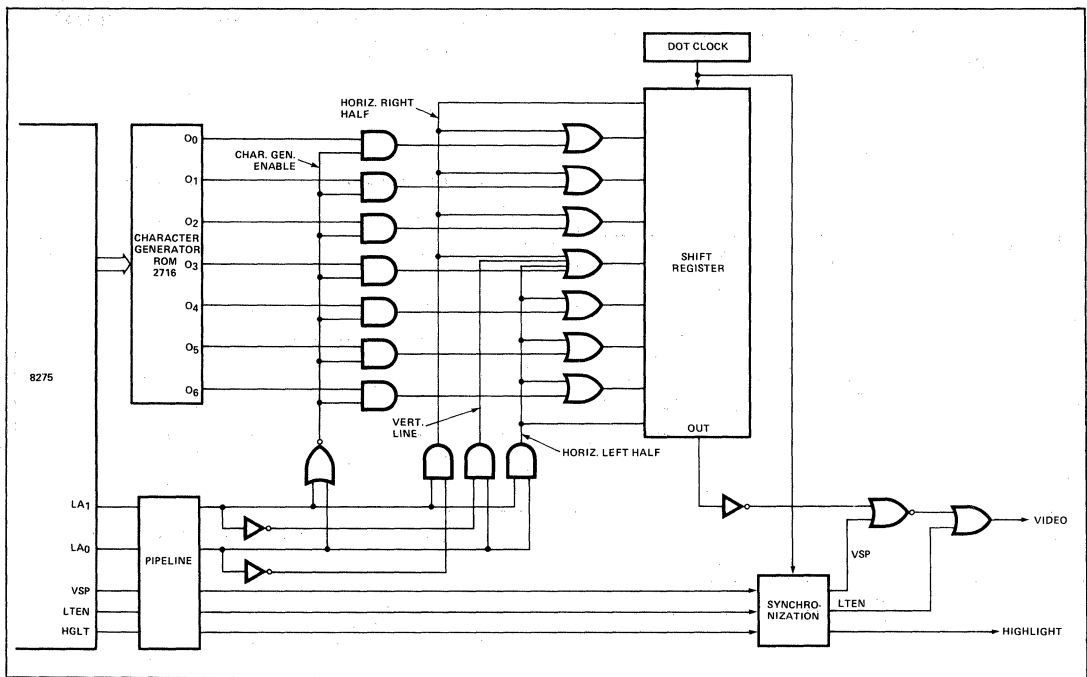 DOT CLOCK
HORIZ. RIGHT
HALF
CHAR. GEN.
ENABLE
O0
O1
O2
CHARACTER
GENERATOR
ROM
2716
O3
O4
O5
O6
SHIFT
REGISTER
8275
VERT.
LINE
OUT
HORIZ. LEFT HALF
LA1
LA0
PIPELINE
VSP
LTEN
HGLT
VIDEO
VSP
SYNCHRO-
NIZATION
LTEN
HIGHLIGHT